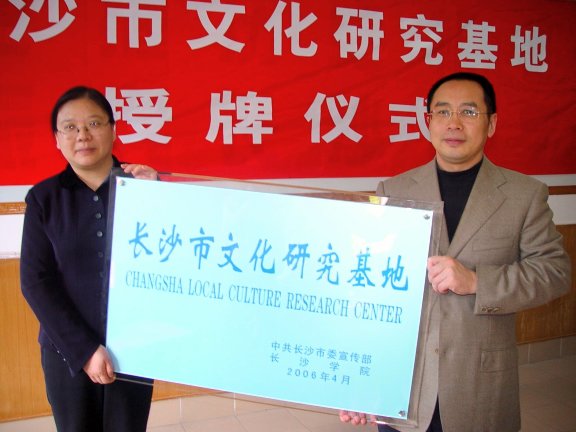 沙市文化研究基地
授牌仪式
长沙市文化研究基地
CHANGSHA LOCAL CULTURE RESEARCH CENTER
中共长沙市委宣传部
长沙学院
2006年4月